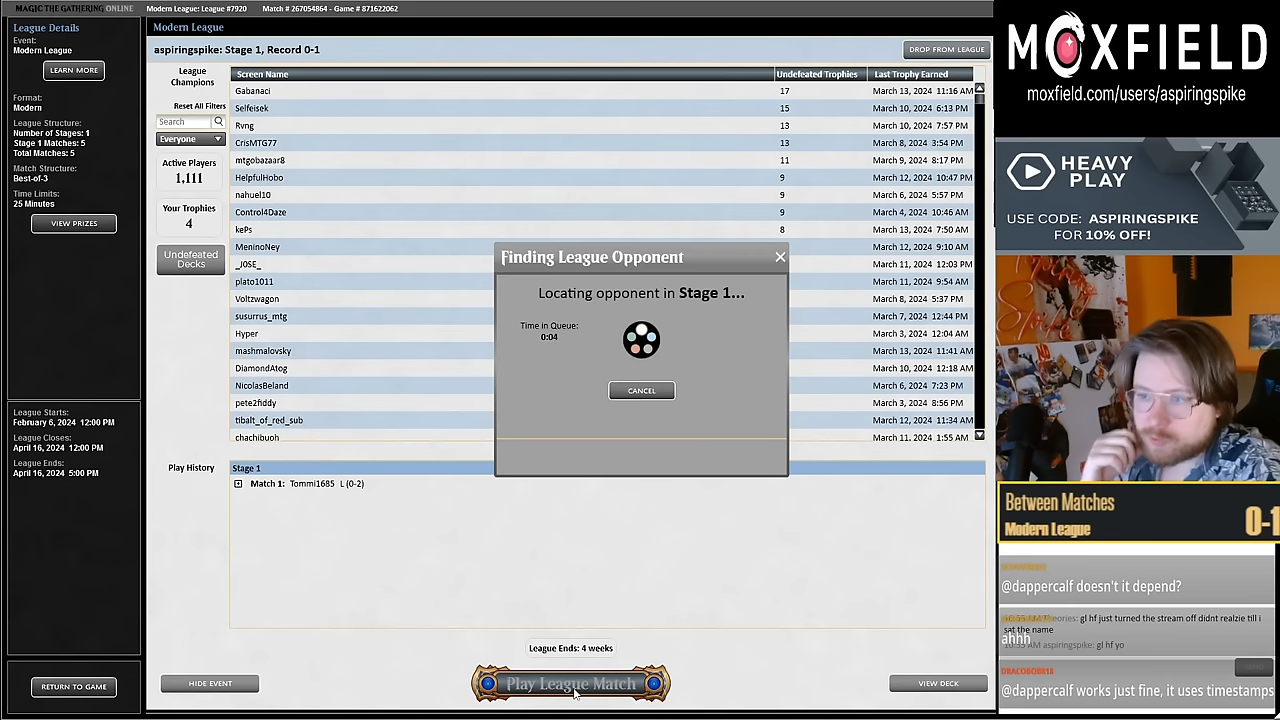 MAGIC THE GATHERING ONLINE
Modern League: League #7920
Match # 267054864 - Game # 871622062
League Details
Event:
Modern League
LEARN MORE
Format:
Modern
League Structure:
Number of Stages: 1
Stage 1 Matches: 5
Total Matches: 5
Match Structure:
Best-of-3
Time Limits:
25 Minutes
VIEW PRIZES
League Starts:
February 6, 2024 12:00 PM
League Closes:
April 16, 2024 12:00 PM
League Ends:
April 16, 2024 5:00 PM
RETURN TO GAME
Modern League
aspiringspike: Stage 1, Record 0-1
DROP FROM LEAGUE
League
Champions
Reset All Filters
Search
Everyone
Active Players
1,111
Your Trophies
4
Undefeated
Decks
Screen Name Undefeated Trophies Last Trophy Earned
Gabanaci 17 March 13, 2024 11:16 AM
Selfeisek 15 March 10, 2024 6:13 PM
Rvng 13 March 10, 2024 7:57 PM
CrisMTG77 13 March 8, 2024 3:54 PM
mtgobazaar8 11 March 9, 2024 8:17 PM
HelpfulHobo 9 March 12, 2024 10:47 PM
nahuel10 9 March 6, 2024 5:57 PM
Control4Daze 9 March 4, 2024 10:46 AM
kePs 8 March 13, 2024 7:50 AM
MeninoNey March 12, 2024 9:10 AM
_J0SE_ March 11, 2024 12:03 PM
plato1011 March 11, 2024 9:54 AM
Voltzwagon March 8, 2024 5:37 PM
susurrus_mtg March 7, 2024 12:44 PM
Hyper March 3, 2024 12:04 AM
mashmalovsky March 13, 2024 11:41 AM
DiamondAtog March 10, 2024 12:18 AM
NicolasBeland March 6, 2024 7:23 PM
pete2fiddy March 3, 2024 8:56 PM
tibalt_of_red_sub March 12, 2024 11:34 AM
chachibuoh March 11, 2024 1:55 AM
Finding League Opponent
Locating opponent in Stage 1...
Time in Queue:
0:04
CANCEL
Play History
Stage 1
Match 1: Tommi1685 L (0-2)
League Ends: 4 weeks
HIDE EVENT
Play League Match
VIEW DECK
MOXFIELD
moxfield.com/users/aspiringspike
HEAVY
PLAY
USE CODE: ASPIRINGSPIKE
FOR 10% OFF!
Between Matches
Modern League
0-1
@dappercalf doesn't it depend?
gl hf just turned the stream off didnt realzie till i
sat the name
ahhh
aspiringspike: gl hf yo
@dappercalf works just fine, it uses timestamps